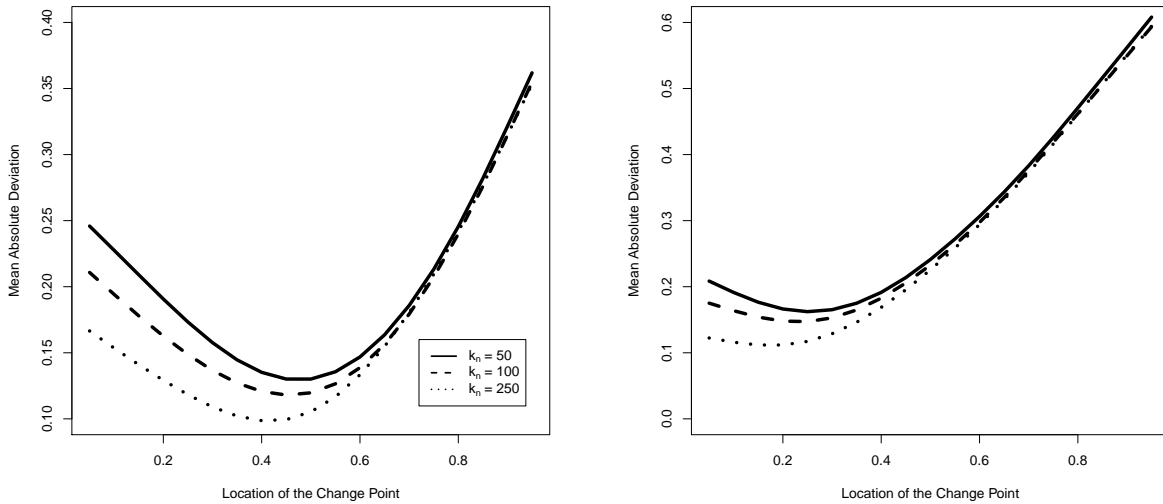 0.40
0.35
0.30
0.25
0.20
0.15
0.10
Mean Absolute Deviation
kn = 50
kn = 100
kn = 250
0.2 0.4 0.6 0.8
Location of the Change Point
0.6
0.5
0.4
0.3
0.2
0.1
0.0
Mean Absolute Deviation
0.2 0.4 0.6 0.8
Location of the Change Point